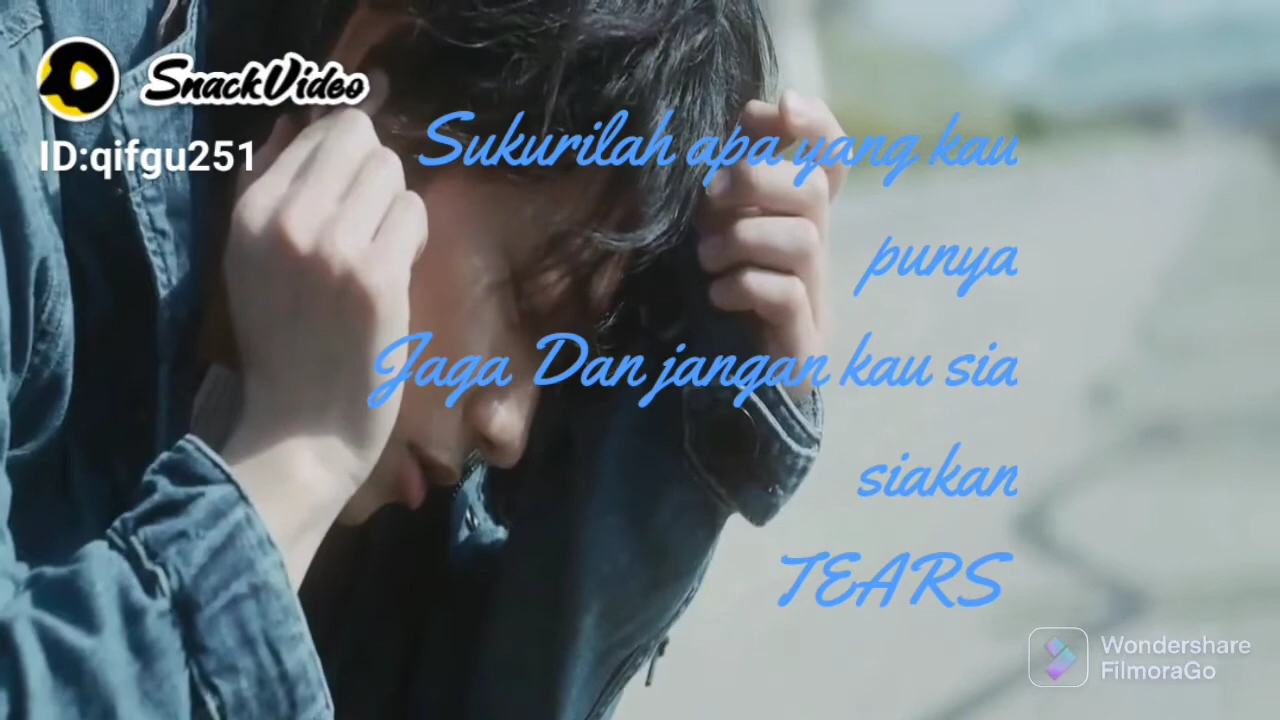 SnackVideo
ID:qifgu251
Sukurilah apa yang kau
punya
Jaga Dan jangan kau sia
siakan
TEARS
Wondershare
FilmoraGo